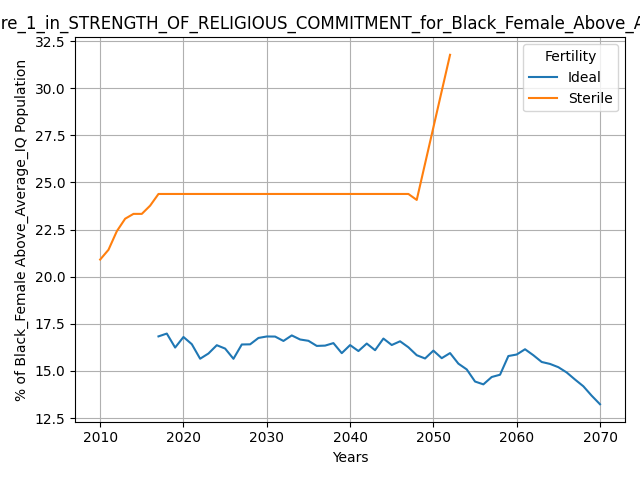 re_1_in_STRENGTH_OF_RELIGIOUS_COMMITMENT_for_Black_Female_Above_A
32.5
30.0
27.5
25.0
22.5
20.0
17.5
15.0
12.5
% of Black_Female Above_Average_IQ Population
Fertility
Ideal
Sterile
2010
2020
2030
2040
2050
2060
2070
Years